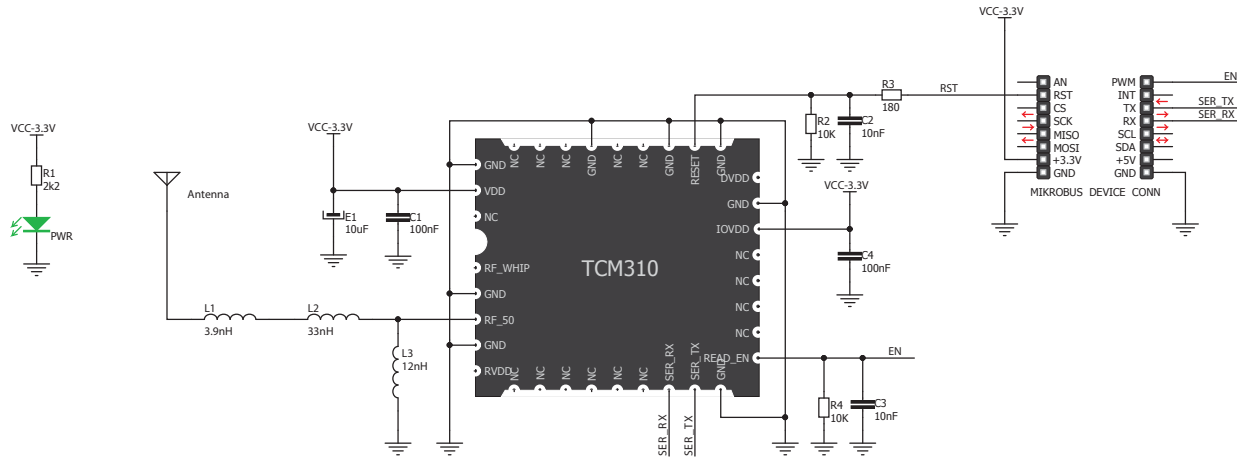 VCC-3.3V
R1
2k2
PWR
Antenna
L1
3.9nH
L2
33nH
L3
12nH
VCC-3.3V
E1
10uF
C1
100nF
GND
VDD
NC
RF_WHIP
GND
RF_50
GND
RVDD
NC
NC
NC
GND
NC
NC
RESET
GND
TCM310
DVDD
GND
IOVDD
NC
NC
NC
NC
READ_EN
NC
NC
NC
NC
NC
NC
SER_RX
SER_TX
GND
SER_RX
SER_TX
R2
10K
C2
10nF
R3
180
RST
VCC-3.3V
C4
100nF
EN
R4
10K
C3
10nF
VCC-3.3V
AN
RST
CS
SCK
MISO
MOSI
+3.3V
GND
PWM
INT
TX
RX
SCL
SDA
+5V
GND
EN
SER_TX
SER_RX
MIKROBUS DEVICE CONN